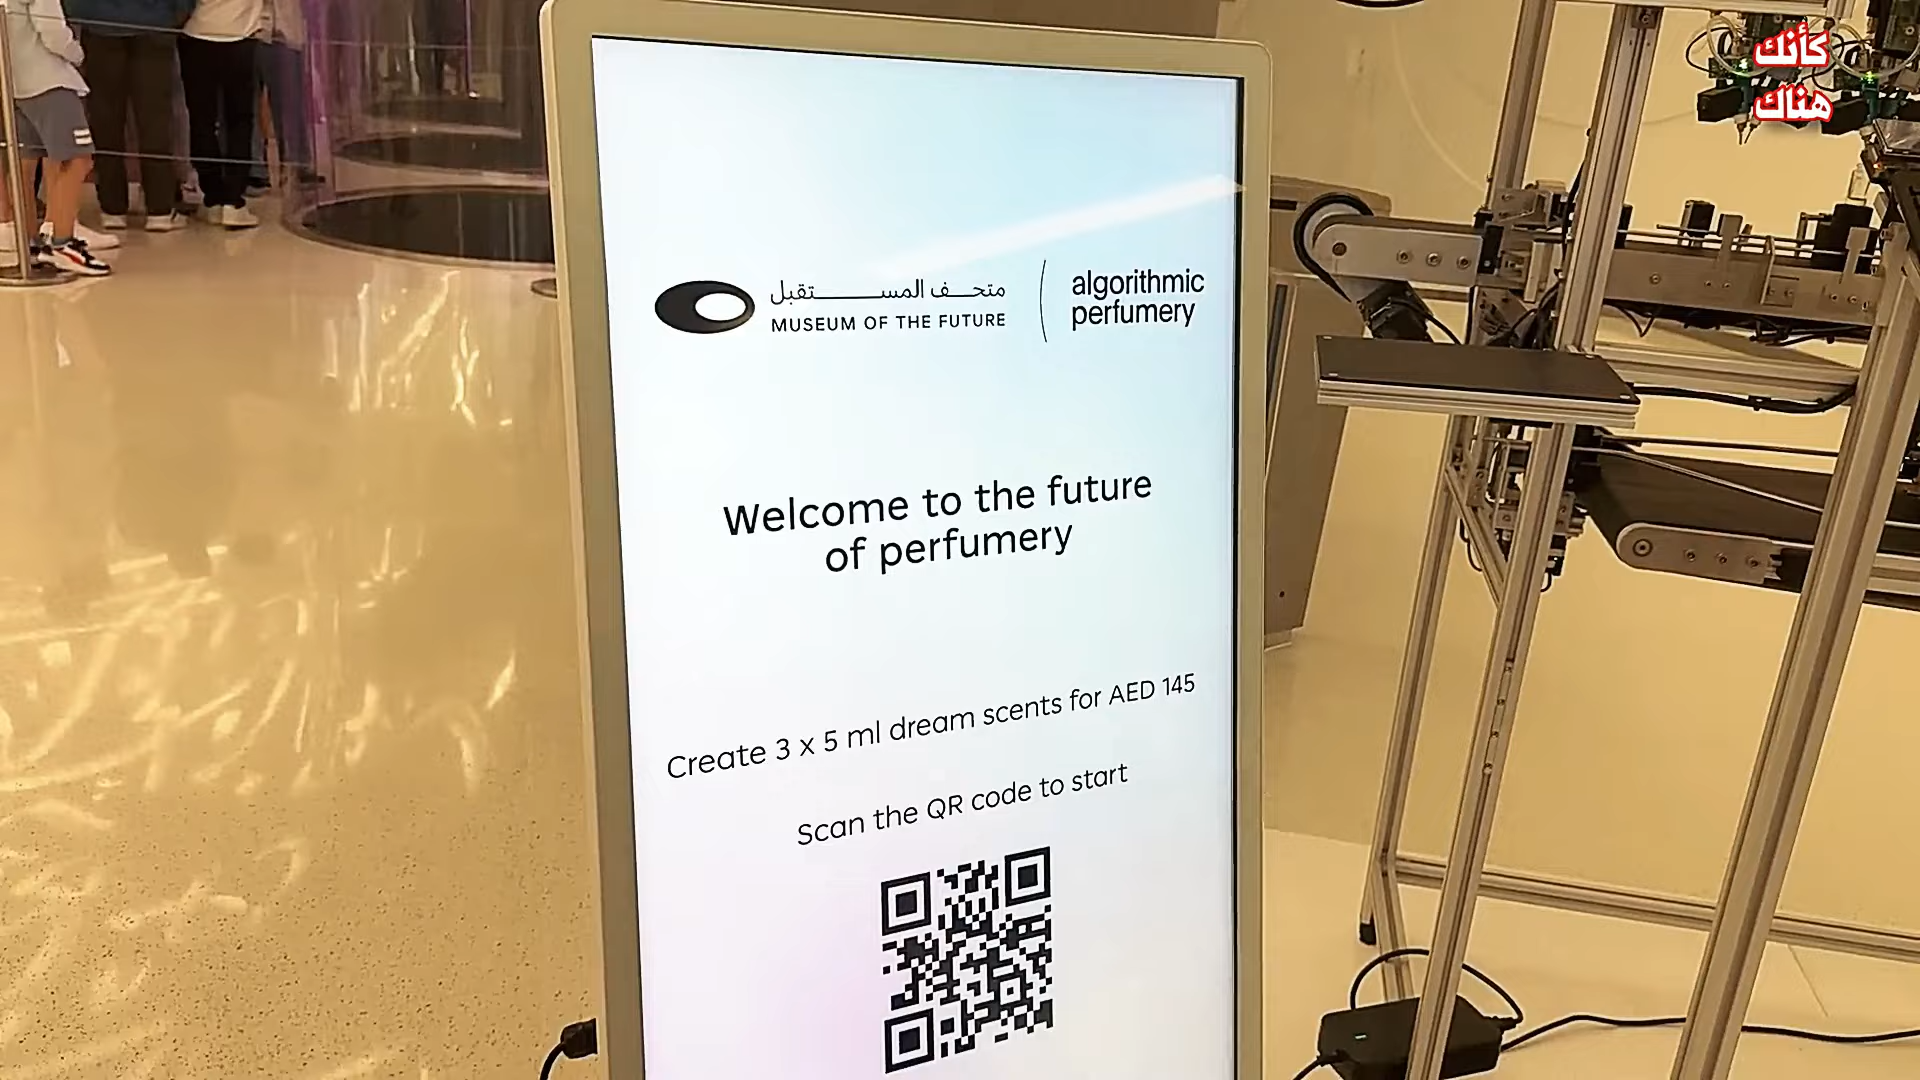 كأنك
هناك
متحف المستقبل
MUSEUM OF THE FUTURE
algorithmic
perfumery
Welcome to the future
of perfumery
Create 3 x 5 ml dream scents for AED 145
Scan the QR code to start